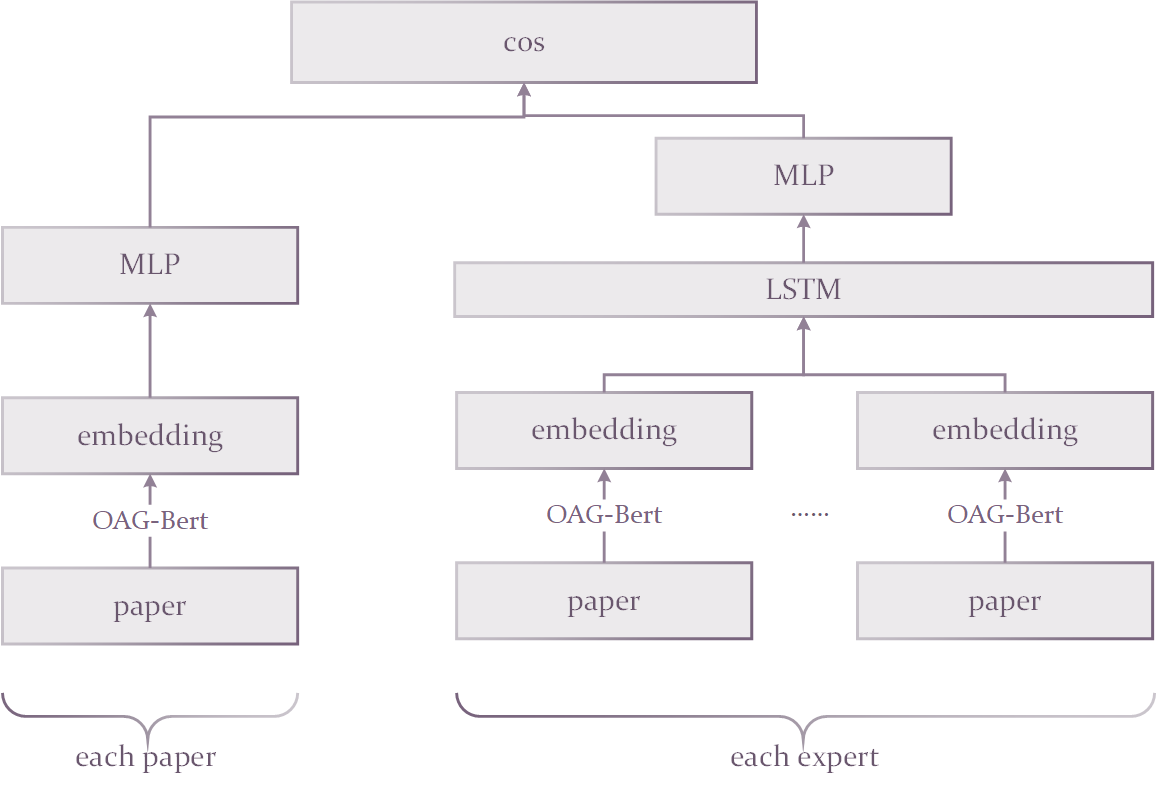 cos
MLP
MLP
LSTM
embedding
embedding
embedding
OAG-Bert
OAG-Bert
......
OAG-Bert
paper
paper
paper
each paper
each expert